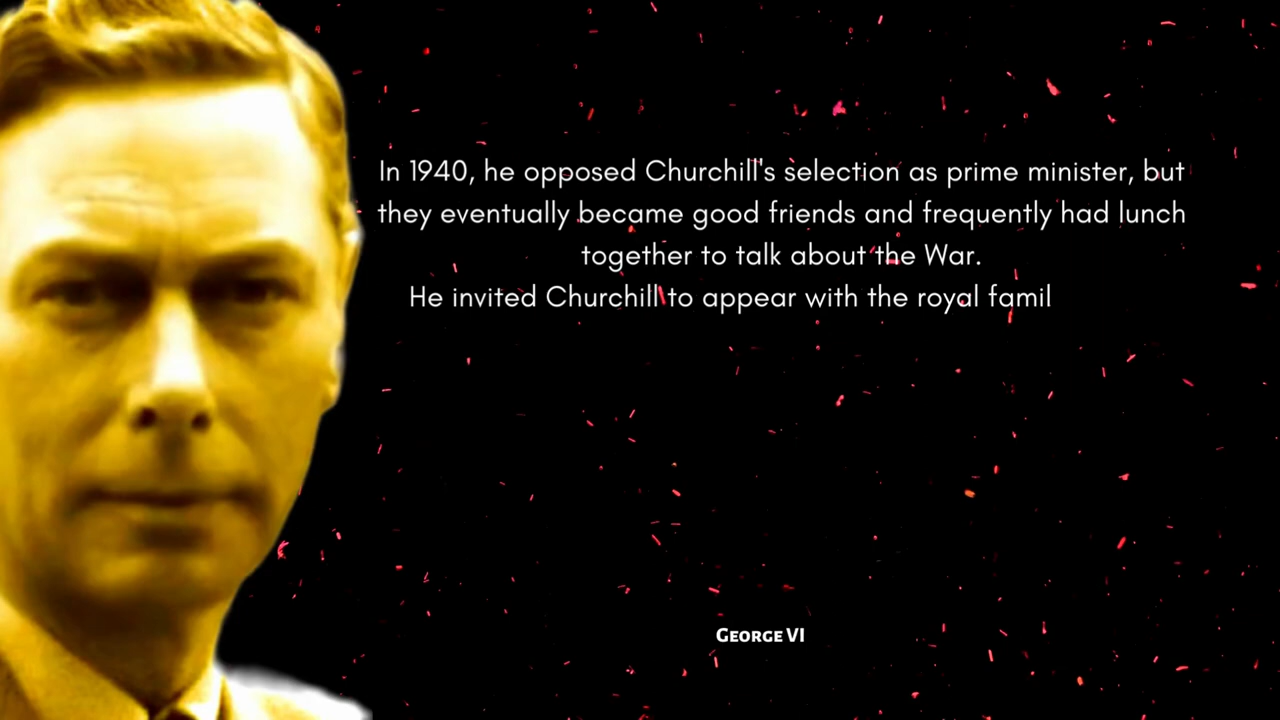 In 1940, he opposed Churchill's selection as prime minister, but
they eventually became good friends and frequently had lunch
together to talk about the War.
He invited Churchill to appear with the royal famil
George VI